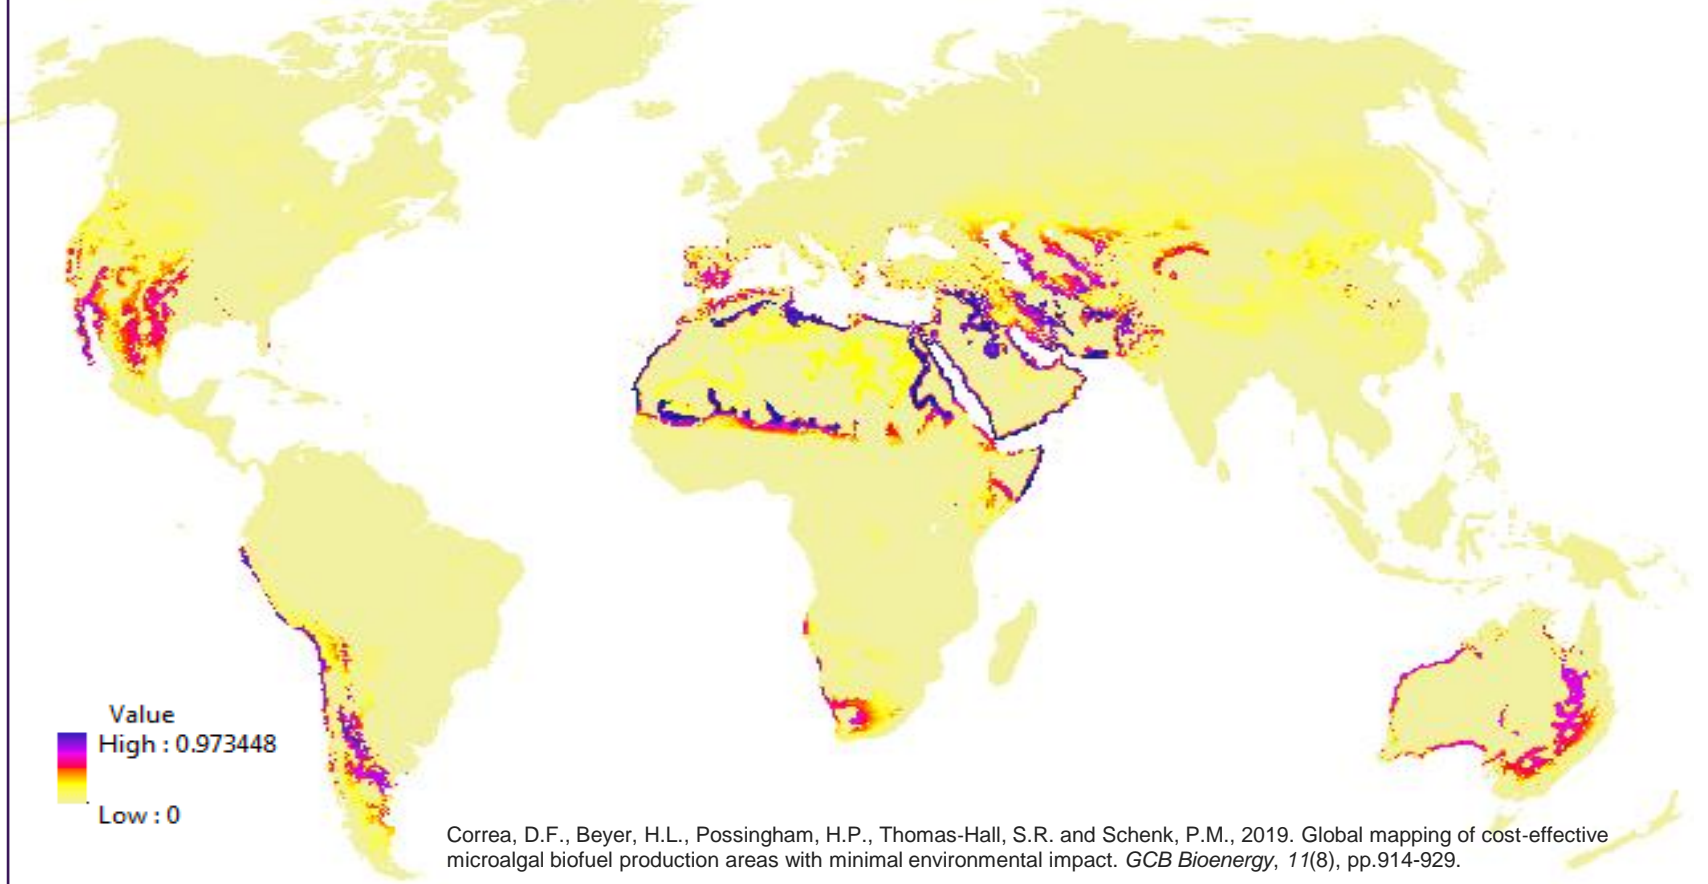 Value
High : 0.973448
Low : 0
Correa, D.F., Beyer, H.L., Possingham, H.P., Thomas-Hall, S.R. and Schenk, P.M., 2019. Global mapping of cost-effective
microalgal biofuel production areas with minimal environmental impact. GCB Bioenergy, 11(8), pp.914-929.